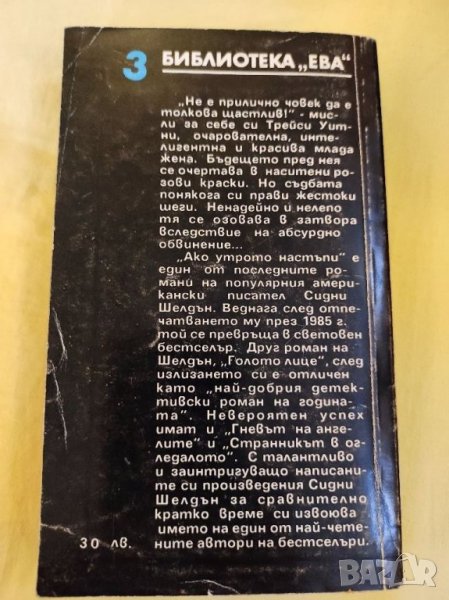 3 БИБЛИОТЕКА „ЕВА“
„Не е прилично човек да е
толкова щастлив!“ - мис-
ли за себе си Трейси Уит-
ни, очарователна, инте-
лигентна и красива млада
жена. Бъдещето пред нея
се очертава в наситени ро-
зови краски. Но съдбата
понякога си прави жестоки
шеги. Ненадейно и нелепо
тя се озовава в затвора
вследствие на абсурдно
обвинение...
„Ако утрото настъпи“ е
един от последните ро-
мани на популярния амери-
кански писател Сидни
Шелдън. Веднага след отпе-
чатването му през 1985 г.
той се превръща в световен
бестселър. Друг роман на
Шелдън, „Голото лице“, след
излизането си е отличен
като „най-добрия детек-
тивски роман на година-
та“. Невероятен успех
имат и „Гневът на анге-
лите“ и „Странникът в ог-
ледалото“. С талантливо
и заинтригуващо написани-
те си произведения Сидни
Шелдън за сравнително
кратко време си извоюва
името на един от най-чете-
ните автори на бестселъри.
30 лв.
BAZAR